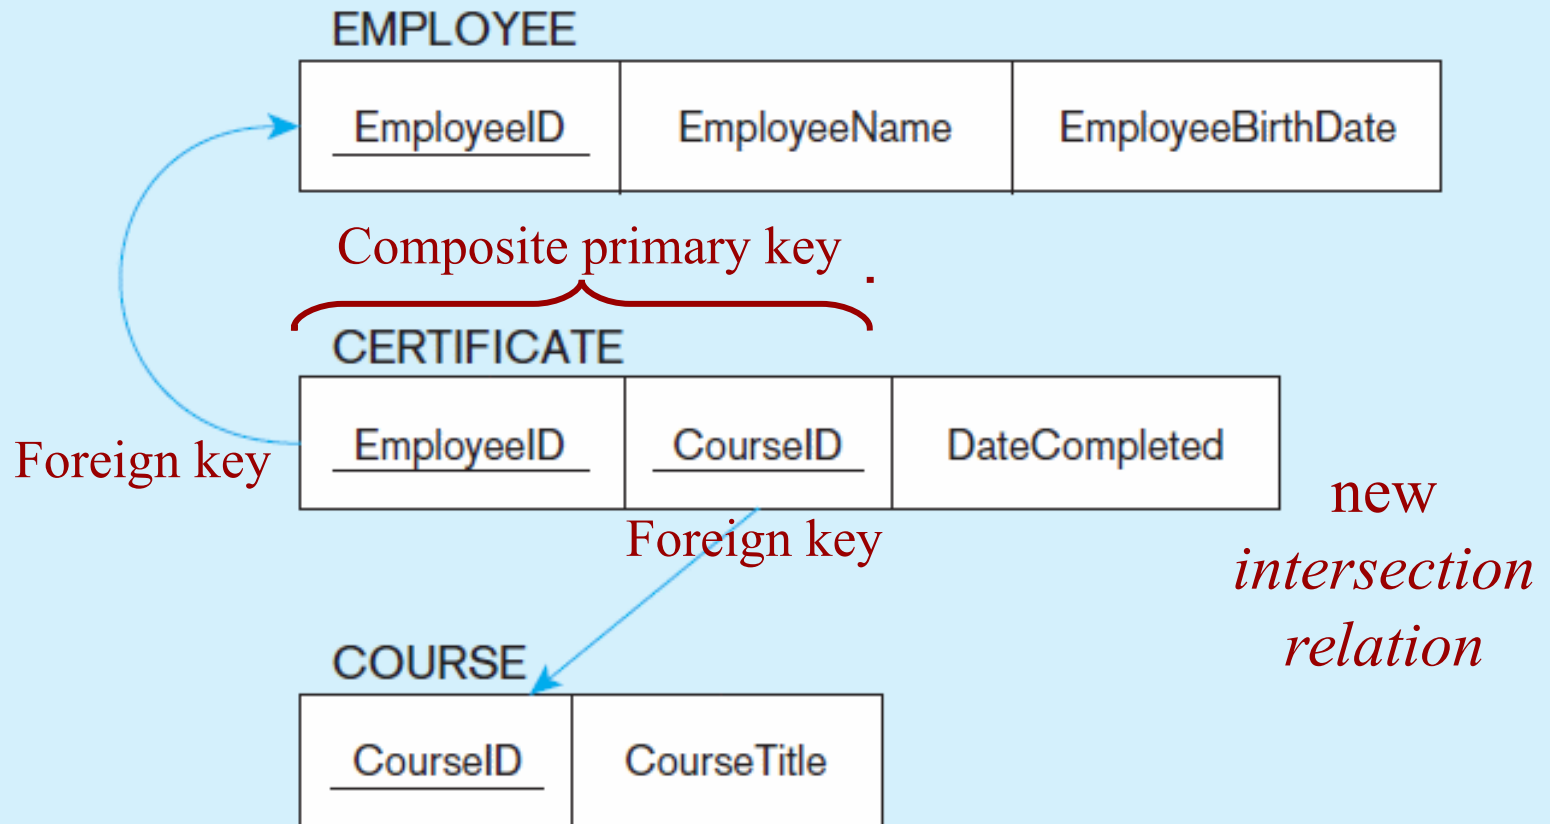 EMPLOYEE
EmployeeID EmployeeName EmployeeBirthDate
Composite primary key .
CERTIFICATE
EmployeeID CourseID DateCompleted
Foreign key
Foreign key
new
intersection
relation
COURSE
CourseID CourseTitle